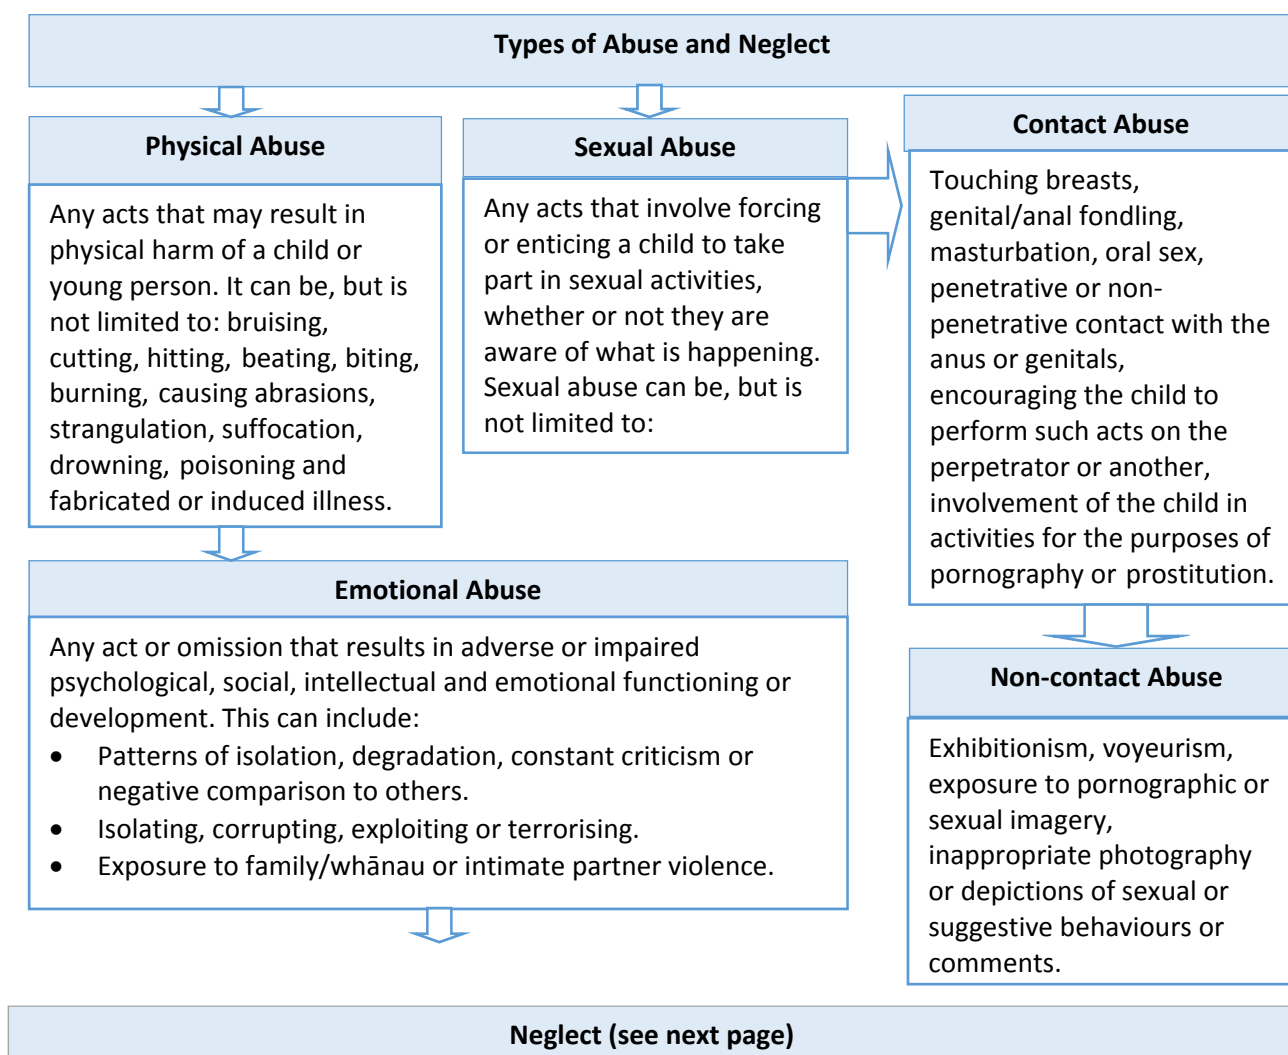 Types of Abuse and Neglect
Physical Abuse
Any acts that may result in
physical harm of a child or
young person. It can be, but is
not limited to: bruising,
cutting, hitting, beating, biting,
burning, causing abrasions,
strangulation, suffocation,
drowning, poisoning and
fabricated or induced illness.
Sexual Abuse
Any acts that involve forcing
or enticing a child to take
part in sexual activities,
whether or not they are
aware of what is happening.
Sexual abuse can be, but is
not limited to:
Contact Abuse
Touching breasts,
genital/anal fondling,
masturbation, oral sex,
penetrative or non-
penetrative contact with the
anus or genitals,
encouraging the child to
perform such acts on the
perpetrator or another,
involvement of the child in
activities for the purposes of
pornography or prostitution.
Non-contact Abuse
Exhibitionism, voyeurism,
exposure to pornographic or
sexual imagery,
inappropriate photography
or depictions of sexual or
suggestive behaviours or
comments.
Emotional Abuse
Any act or omission that results in adverse or impaired
psychological, social, intellectual and emotional functioning or
development. This can include:
• Patterns of isolation, degradation, constant criticism or
negative comparison to others.
• Isolating, corrupting, exploiting or terrorising.
• Exposure to family/whānau or intimate partner violence.
Neglect (see next page)